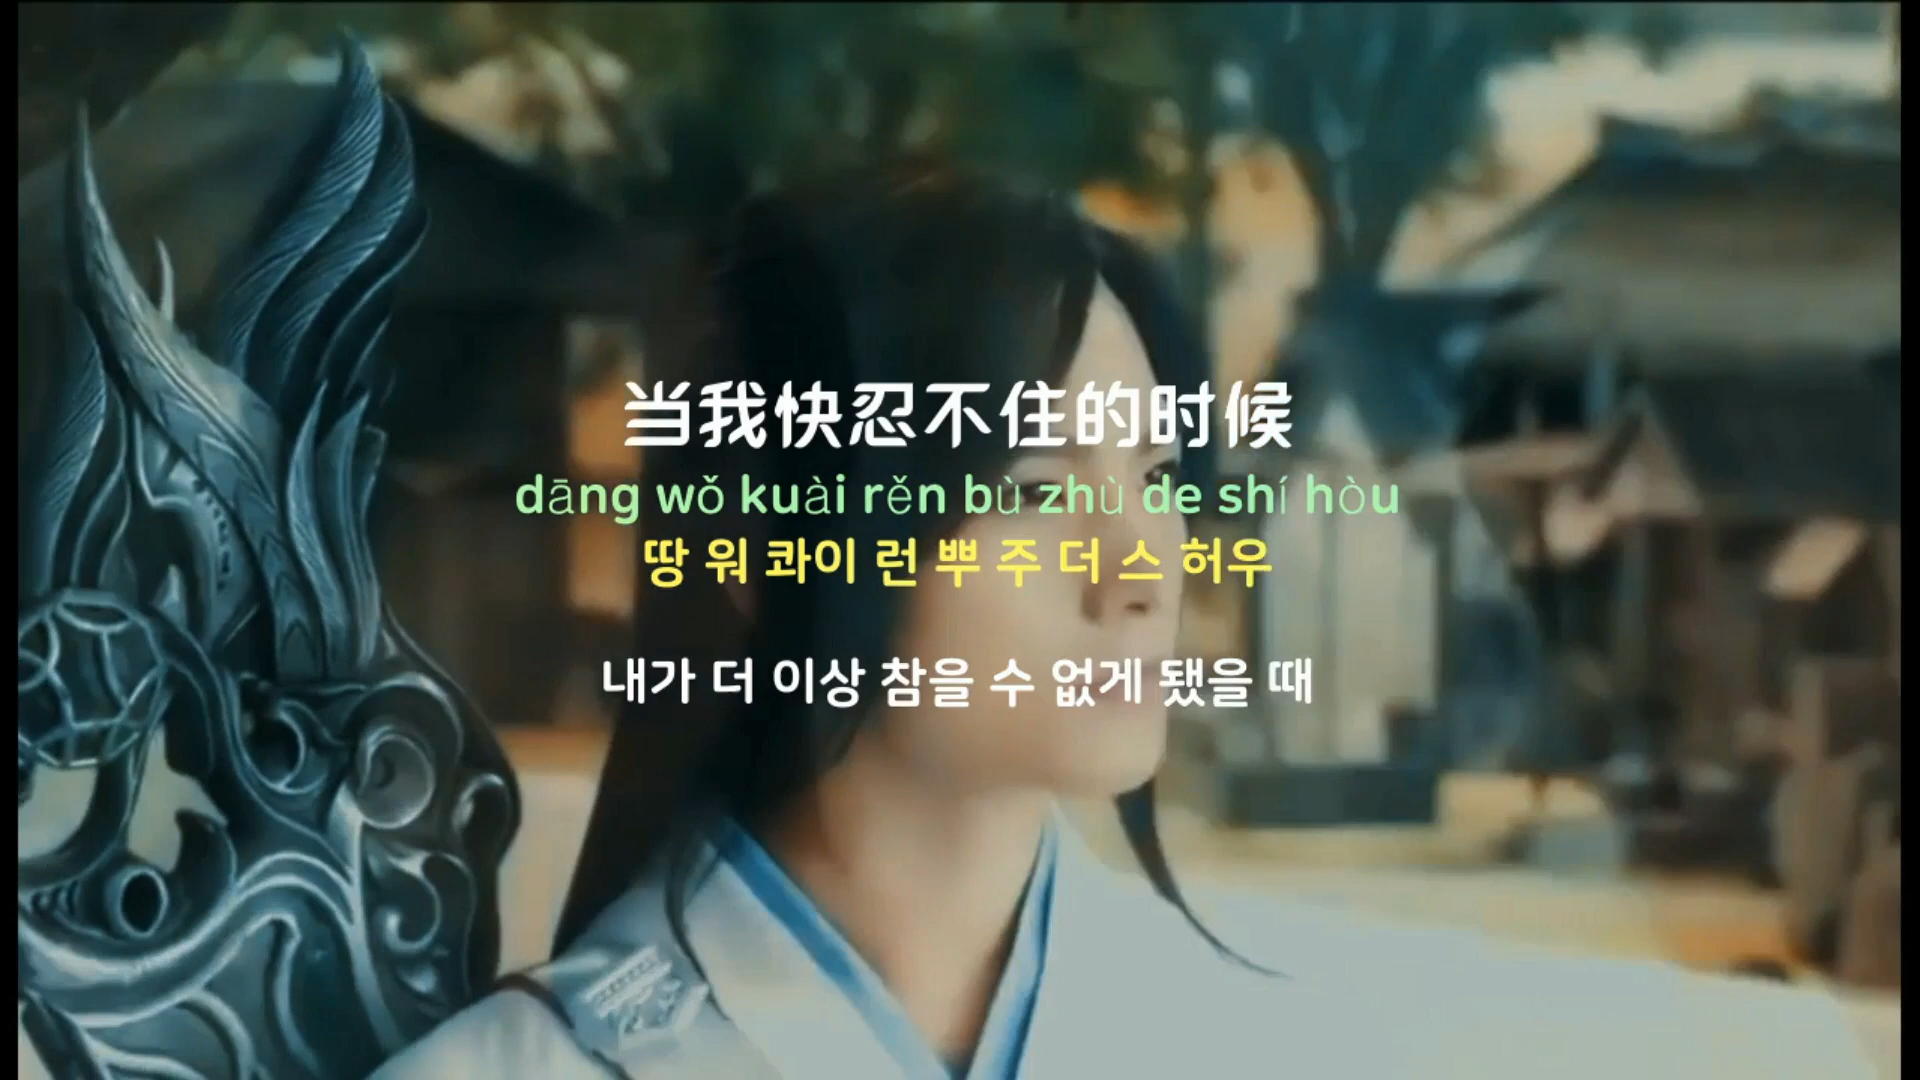 当我快忍不住的时候
dāng wǒ kuài rěn bù zhù de shí hòu
땅 워 콰이 런 뿌 주 더 스 허우
내가 더 이상 참을 수 없게 됐을 때